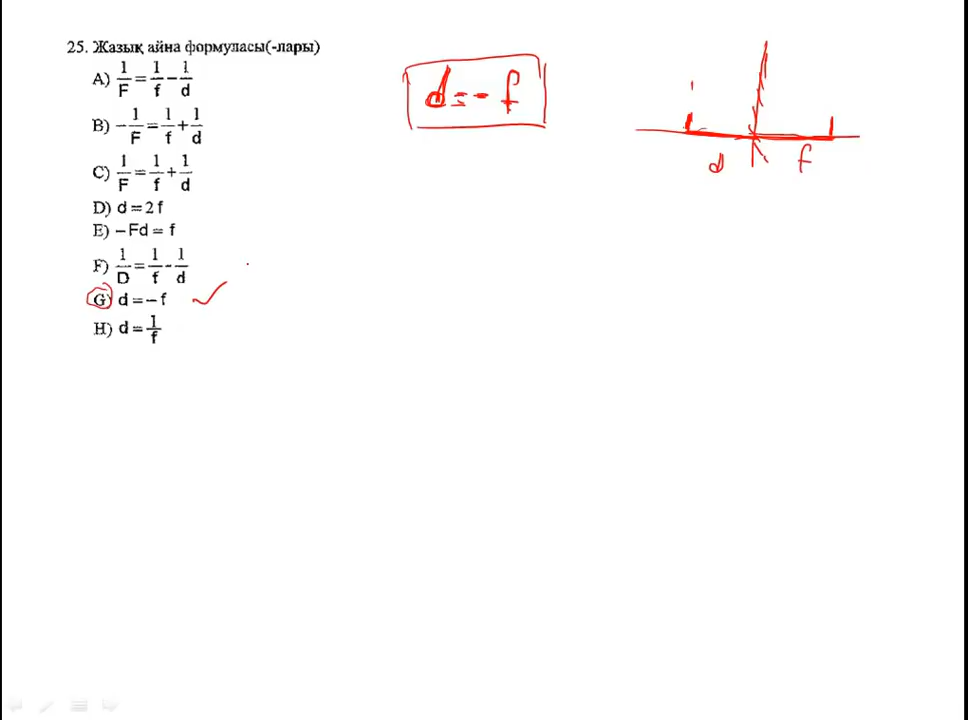 25. Жазық айна формуласы(-лары)
A) 1/F = 1/f − 1/d
B) −1/F = 1/f + 1/d
C) 1/F = 1/f + 1/d
D) d = 2f
E) −Fd = f
F) 1/D = 1/f − 1/d
G) d = −f
H) d = 1/f
d = − f
d f